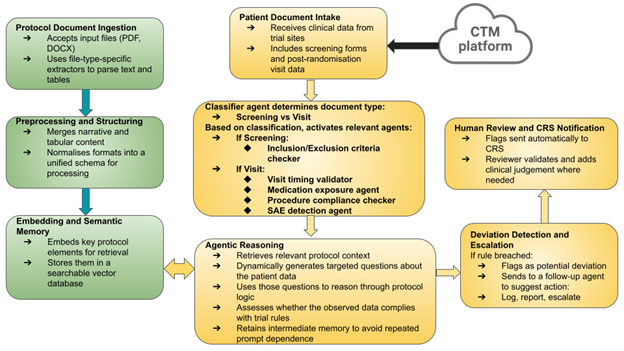 Protocol Document Ingestion
➔ Accepts input files (PDF,
DOCX)
➔ Uses file-type-specific
extractors to parse text and
tables
Preprocessing and Structuring
➔ Merges narrative and
tabular content
➔ Normalises formats into a
unified schema for
processing
Embedding and Semantic
Memory
➔ Embeds key protocol
elements for retrieval
➔ Stores them in a
searchable vector
database
Patient Document Intake
➔ Receives clinical data from
trial sites
➔ Includes screening forms and
post-randomisation
visit data
CTM
platform
Classifier agent determines document type:
➔ Screening vs Visit
Based on classification, activates relevant agents:
➔ If Screening:
◆ Inclusion/Exclusion criteria
checker
➔ If Visit:
◆ Visit timing validator
◆ Medication exposure agent
◆ Procedure compliance checker
◆ SAE detection agent
Agentic Reasoning
➔ Retrieves relevant protocol context
➔ Dynamically generates targeted questions about
the patient data
➔ Uses those questions to reason through protocol
logic
➔ Assesses whether the observed data complies
with trial rules
➔ Retains intermediate memory to avoid repeated
prompt dependence
Human Review and CRS Notification
➔ Flags sent automatically to
CRS
➔ Reviewer validates and adds
clinical judgement where
needed
Deviation Detection and
Escalation
If rule breached:
➔ Flags as potential deviation
➔ Sends to a follow-up agent
to suggest action:
➔ Log, report, escalate